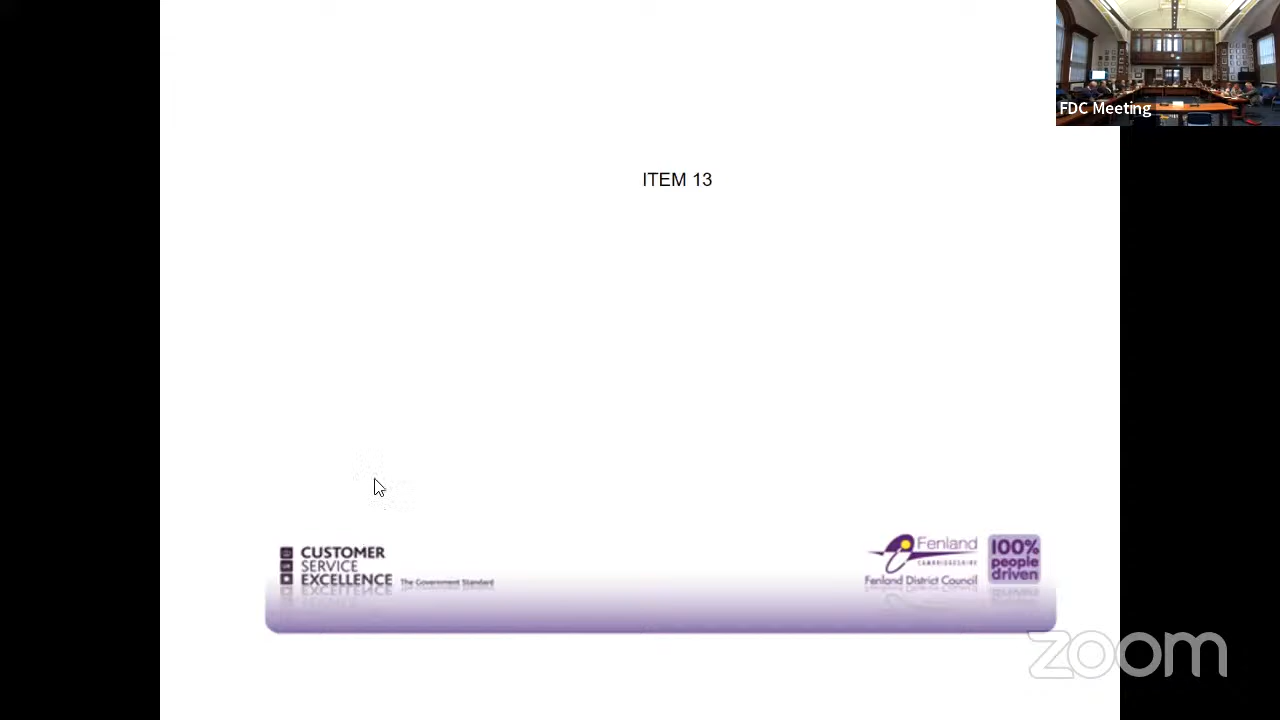 FDC Meeting
ITEM 13
CUSTOMER
SERVICE
EXCELLENCE The Government Standard
Fenland
CAMBRIDGESHIRE
Fenland District Council
100%
people
driven
zoom